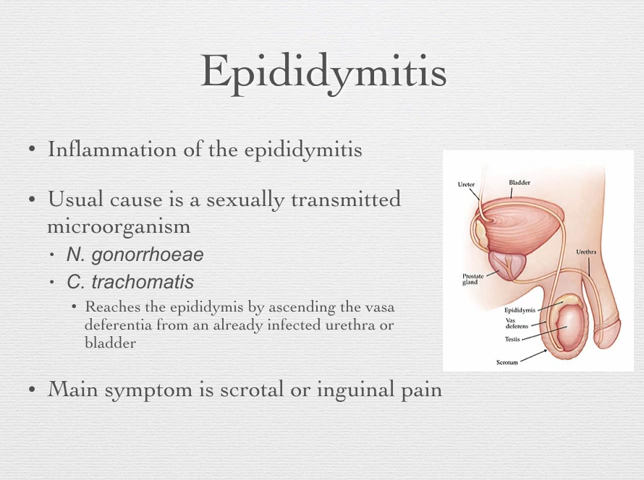 Epididymitis
• Inflammation of the epididymitis
• Usual cause is a sexually transmitted
microorganism
• N. gonorrhoeae
• C. trachomatis
• Reaches the epididymis by ascending the vasa
deferentia from an already infected urethra or
bladder
• Main symptom is scrotal or inguinal pain
Ureter
Bladder
Urethra
Prostate
gland
Epididymis
Vas
deferens
Testis
Scrotum